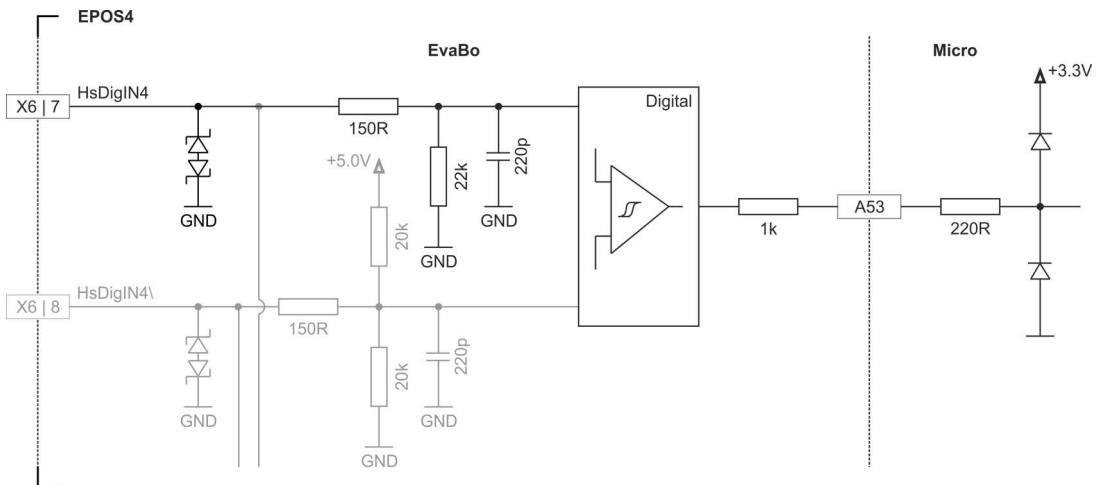 EPOS4
EvaBo
Micro
+3.3V
X6 | 7
HsDigIN4
Digital
150R
+5.0V
22k
220p
GND
GND
20k
GND
1k
A53
220R
X6 | 8
HsDigIN4\
150R
20k
220p
GND
GND
GND